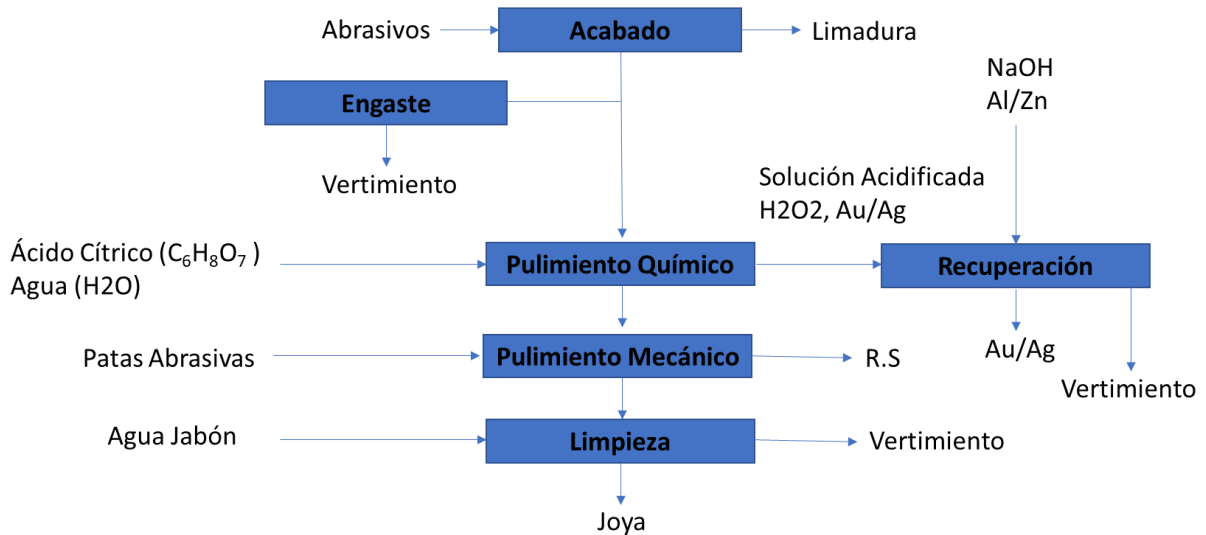 Abrasivos
Acabado
Limadura
NaOH
Al/Zn
Engaste
Vertimiento
Solución Acidificada
H2O2, Au/Ag
Ácido Cítrico (C₆H₈O₇ )
Agua (H2O)
Pulimiento Químico
Recuperación
Patas Abrasivas
Pulimiento Mecánico
R.S
Au/Ag
Vertimiento
Agua Jabón
Limpieza
Vertimiento
Joya